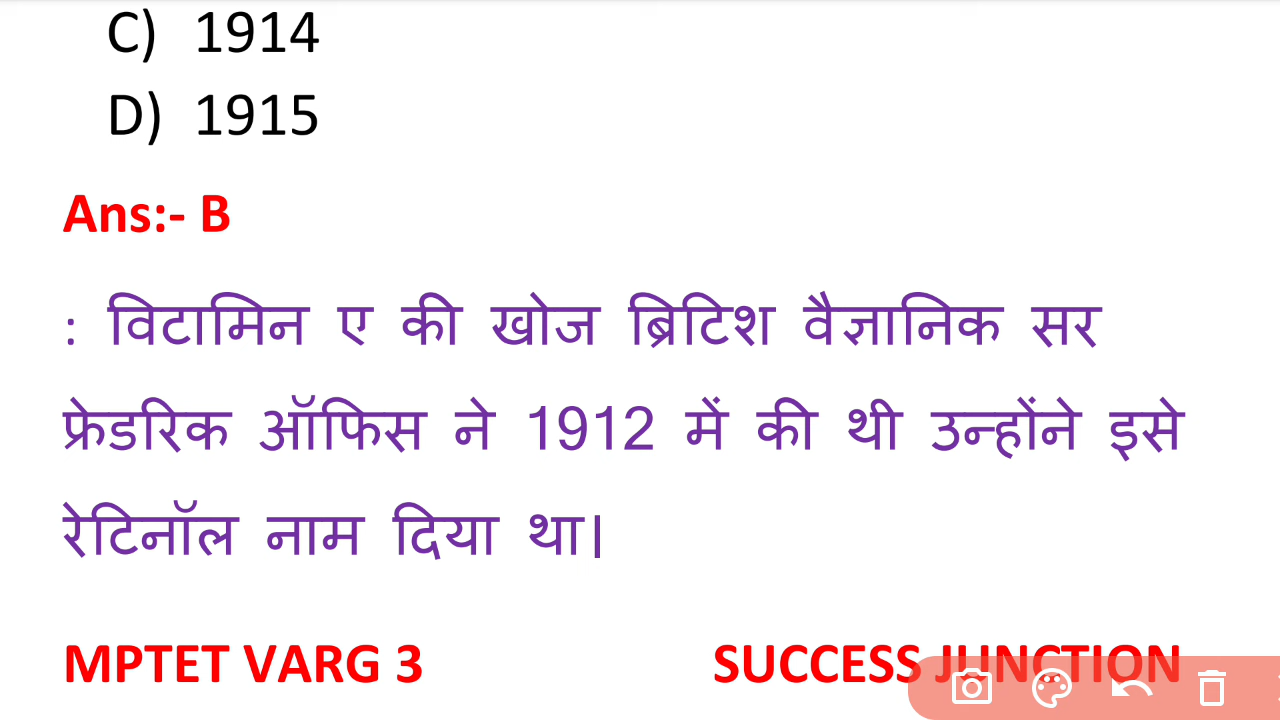 C) 1914
D) 1915
Ans:- B
: विटामिन ए की खोज ब्रिटिश वैज्ञानिक सर
फ्रेडरिक ऑफिस ने 1912 में की थी उन्होंने इसे
रेटिनॉल नाम दिया था।
MPTET VARG 3 SUCCESS JUNCTION